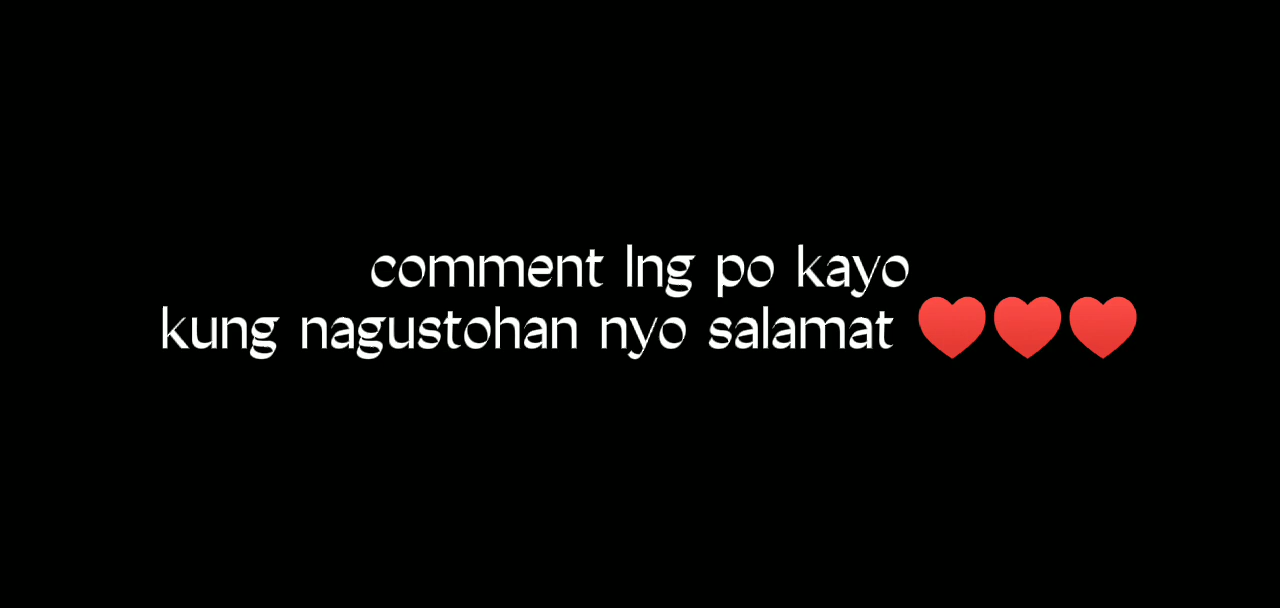 comment lng po kayo
kung nagustohan nyo salamat ♥️♥️♥️